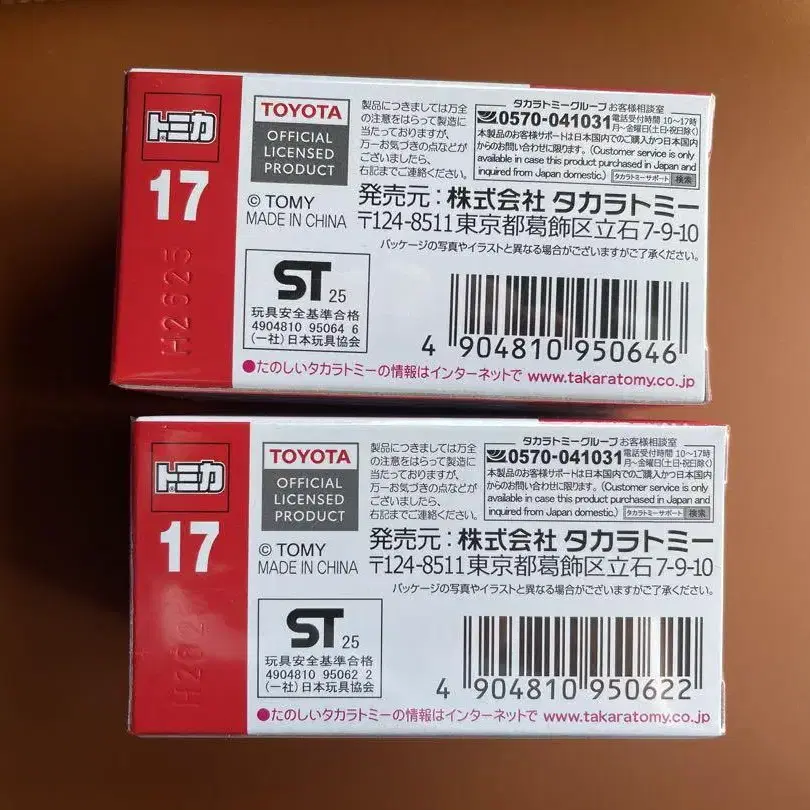 トミカ
17
H2625
TOYOTA
OFFICIAL
LICENSED
PRODUCT
© TOMY
MADE IN CHINA
製品につきましては万全
の注意をはらって製造に
当たっておりますが、
万一お気づきの点などが
ございましたら、
右記までご連絡ください。
タカラトミーグループ お客様相談室
0570-041031 電話受付時間 10〜17時
月〜金曜日(土・日・祝日除く)
本製品のお客様サポートは日本国内でのご購入かつ日本国内
からのお問い合わせに限ります。(Customer service is only
available in case this product purchased in Japan and
inquired from Japan domestic.) タカラトミーサポート 検索
発売元:株式会社 タカラトミー
〒124-8511 東京都葛飾区立石7-9-10
パッケージの写真やイラストと異なる場合がございますがご了承ください。
ST 25
玩具安全基準合格
4904810 95064 6
(一社)日本玩具協会
4 904810 950646
●たのしいタカラトミーの情報はインターネットで www.takaratomy.co.jp
トミカ
17
TOYOTA
OFFICIAL
LICENSED
PRODUCT
© TOMY
MADE IN CHINA
製品につきましては万全
の注意をはらって製造に
当たっておりますが、
万一お気づきの点などが
ございましたら、
右記までご連絡ください。
タカラトミーグループ お客様相談室
0570-041031 電話受付時間 10〜17時
月〜金曜日(土・日・祝日除く)
本製品のお客様サポートは日本国内でのご購入かつ日本国内
からのお問い合わせに限ります。(Customer service is only
available in case this product purchased in Japan and
inquired from Japan domestic.) タカラトミーサポート 検索
発売元:株式会社 タカラトミー
〒124-8511 東京都葛飾区立石7-9-10
パッケージの写真やイラストと異なる場合がございますがご了承ください。
ST 25
玩具安全基準合格
4904810 95062 2
(一社)日本玩具協会
4 904810 950622
●たのしいタカラトミーの情報はインターネットで www.takaratomy.co.jp